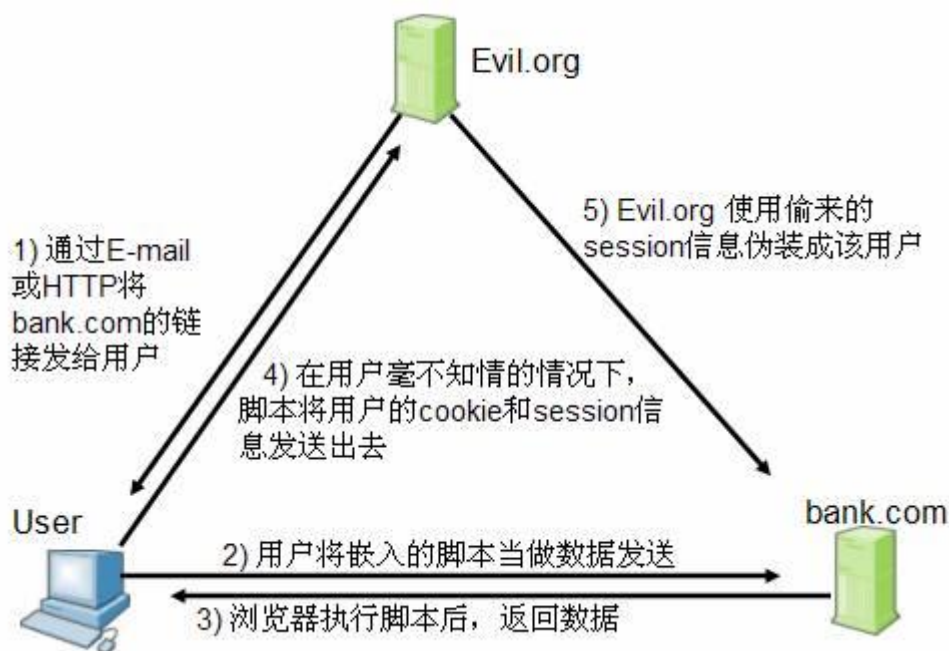 Evil.org
1) 通过E-mail
或HTTP将
bank.com的链
接发给用户
5) Evil.org 使用偷来的
session信息伪装成该用户
4) 在用户毫不知情的情况下，
脚本将用户的cookie和session信
息发送出去
User
bank.com
2) 用户将嵌入的脚本当做数据发送
3) 浏览器执行脚本后，返回数据